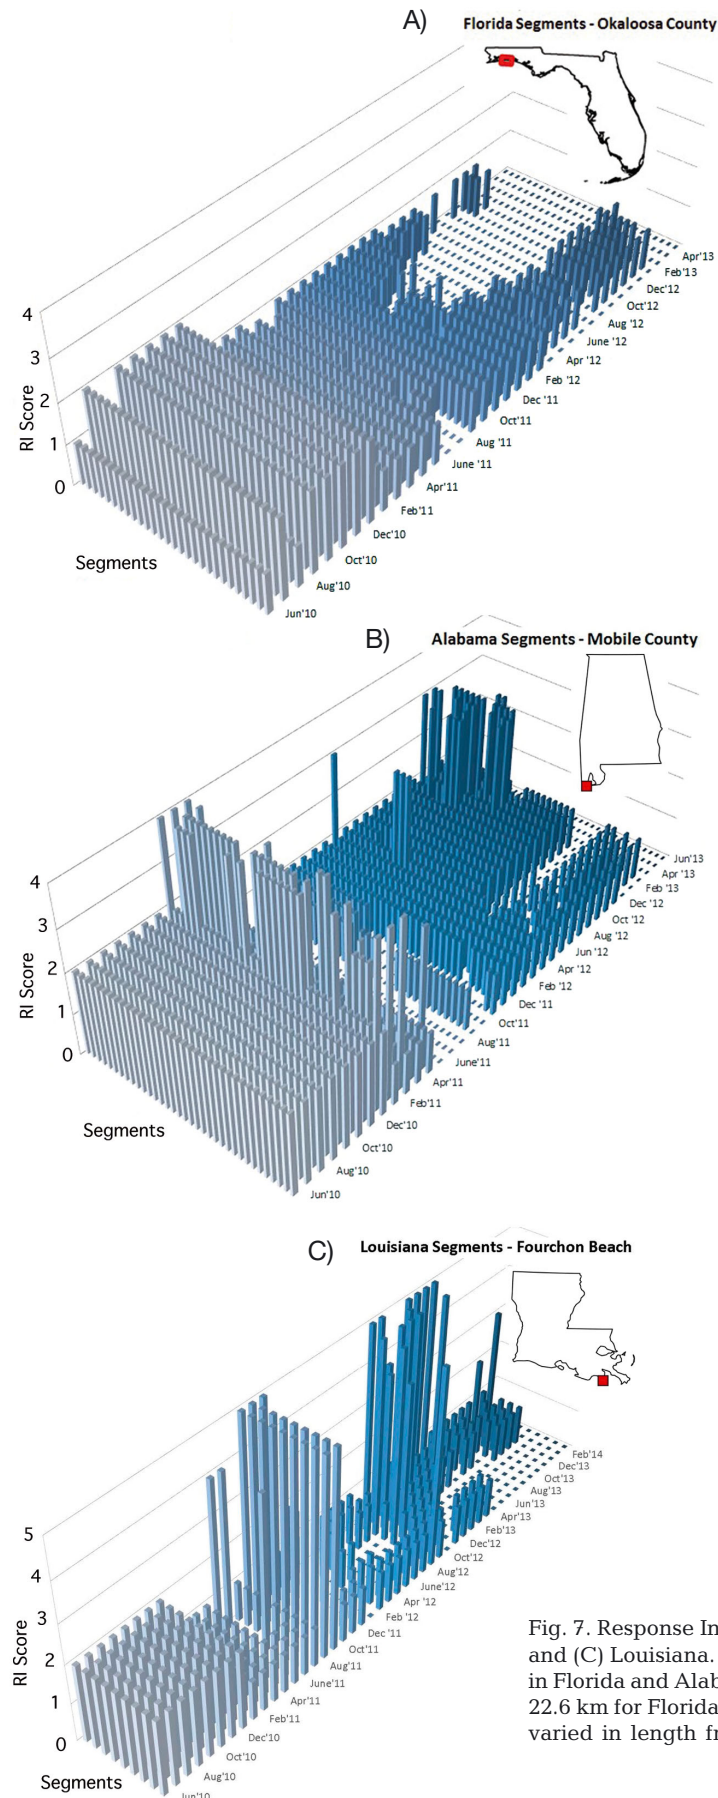 A)
Florida Segments - Okaloosa County
4
3
2
1
0
RI Score
Segments
Jun'10
Aug'10
Oct'10
Dec'10
Feb'11
Apr'11
June '11
Aug '11
Oct'11
Dec '11
Feb '12
Apr '12
June '12
Aug '12
Oct'12
Dec'12
Feb'13
Apr'13
B)
Alabama Segments - Mobile County
4
3
2
1
0
RI Score
Segments
Jun'10
Aug'10
Oct'10
Dec'10
Feb'11
Apr'11
June'11
Aug'11
Oct'11
Dec '11
Feb '12
Apr '12
Jun '12
Aug '12
Oct '12
Dec '12
Feb '13
Apr '13
Jun'13
C)
Louisiana Segments - Fourchon Beach
5
4
3
2
1
0
RI Score
Segments
Jun'10
Aug'10
Oct'10
Dec'10
Feb'11
Apr'11
June'11
Aug'11
Oct'11
Dec '11
Feb '12
Apr '12
June'12
Aug'12
Oct'12
Dec'12
Feb'13
Apr'13
Jun'13
Aug'13
Oct'13
Dec'13
Feb'14
Fig. 7. Response In
and (C) Louisiana.
in Florida and Alab
22.6 km for Florida
varied in length fr